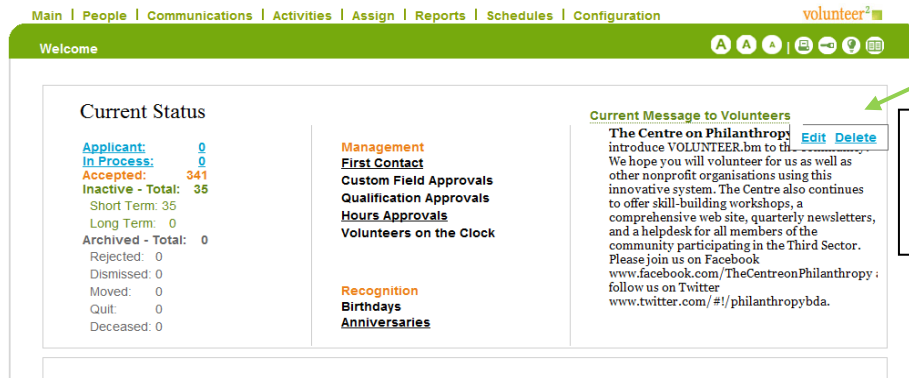 Main | People | Communications | Activities | Assign | Reports | Schedules | Configuration
volunteer²
Welcome
A A A
Current Status
Applicant: 0
In Process: 0
Accepted: 341
Inactive - Total: 35
Short Term: 35
Long Term: 0
Archived - Total: 0
Rejected: 0
Dismissed: 0
Moved: 0
Quit: 0
Deceased: 0
Management
First Contact
Custom Field Approvals
Qualification Approvals
Hours Approvals
Volunteers on the Clock
Recognition
Birthdays
Anniversaries
Current Message to Volunteers
Edit Delete
The Centre on Philanthropy
introduce VOLUNTEER.bm to the community.
We hope you will volunteer for us as well as
other nonprofit organisations using this
innovative system. The Centre also continues
to offer skill-building workshops, a
comprehensive web site, quarterly newsletters,
and a helpdesk for all members of the
community participating in the Third Sector.
Please join us on Facebook
www.facebook.com/TheCentreonPhilanthropy
follow us on Twitter
www.twitter.com/#!/philanthropybda.